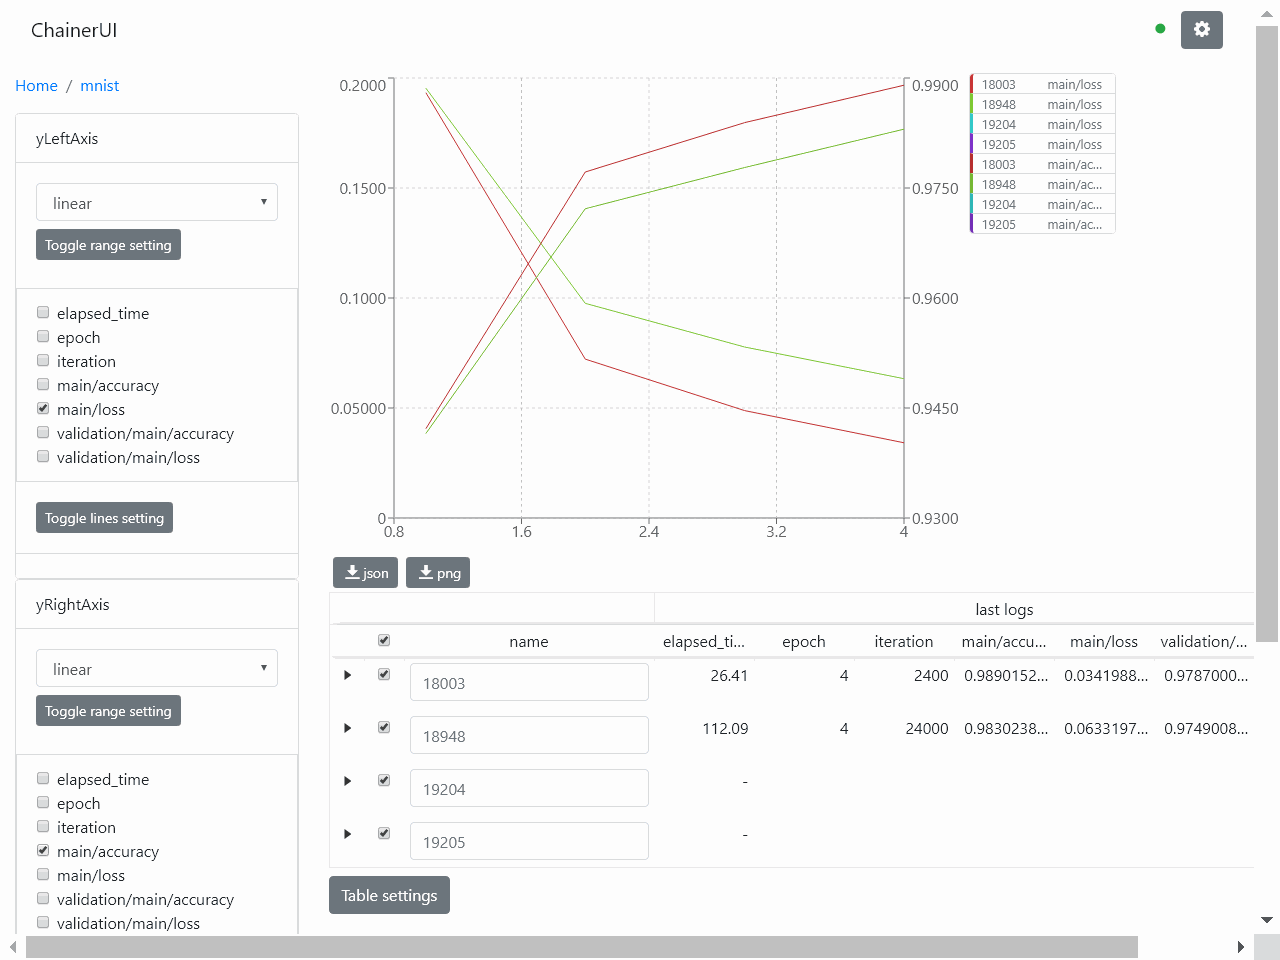 ChainerUI
Home / mnist
yLeftAxis
linear
Toggle range setting
elapsed_time
epoch
iteration
main/accuracy
main/loss
validation/main/accuracy
validation/main/loss
Toggle lines setting
yRightAxis
linear
Toggle range setting
elapsed_time
epoch
iteration
main/accuracy
main/loss
validation/main/accuracy
validation/main/loss
0.2000
0.1500
0.1000
0.05000
0
0.8 1.6 2.4 3.2 4
0.9900
0.9750
0.9600
0.9450
0.9300
18003 main/loss
18948 main/loss
19204 main/loss
19205 main/loss
18003 main/ac...
18948 main/ac...
19204 main/ac...
19205 main/ac...
json png
last logs
name elapsed_ti... epoch iteration main/accu... main/loss validation/...
18003 26.41 4 2400 0.9890152... 0.0341988... 0.9787000...
18948 112.09 4 24000 0.9830238... 0.0633197... 0.9749008...
19204 -
19205 -
Table settings